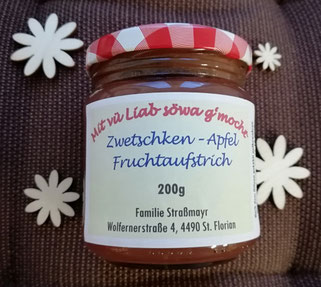 Mit vü Liab söwa g'mocht
Zwetschken - Apfel
Fruchtaufstrich
200g
Familie Straßmayr
Wolfernerstraße 4, 4490 St. Florian